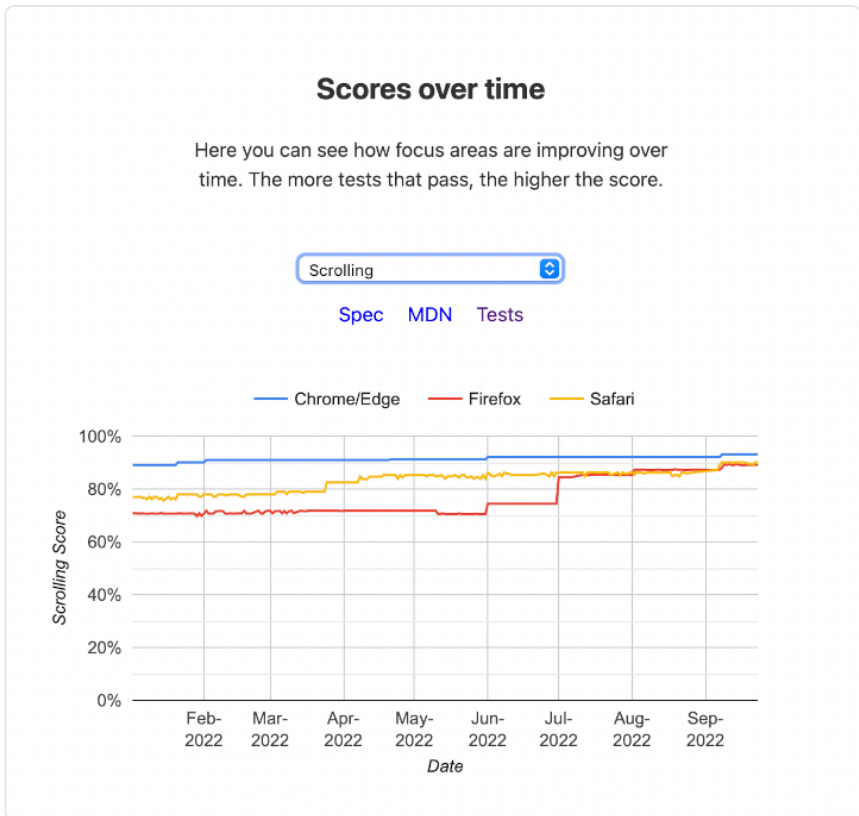 Scores over time
Here you can see how focus areas are improving over
time. The more tests that pass, the higher the score.
Scrolling
Spec MDN Tests
Chrome/Edge Firefox Safari
100%
80%
60%
40%
20%
0%
Scrolling Score
Feb- Mar- Apr- May- Jun- Jul- Aug- Sep-
2022 2022 2022 2022 2022 2022 2022 2022
Date